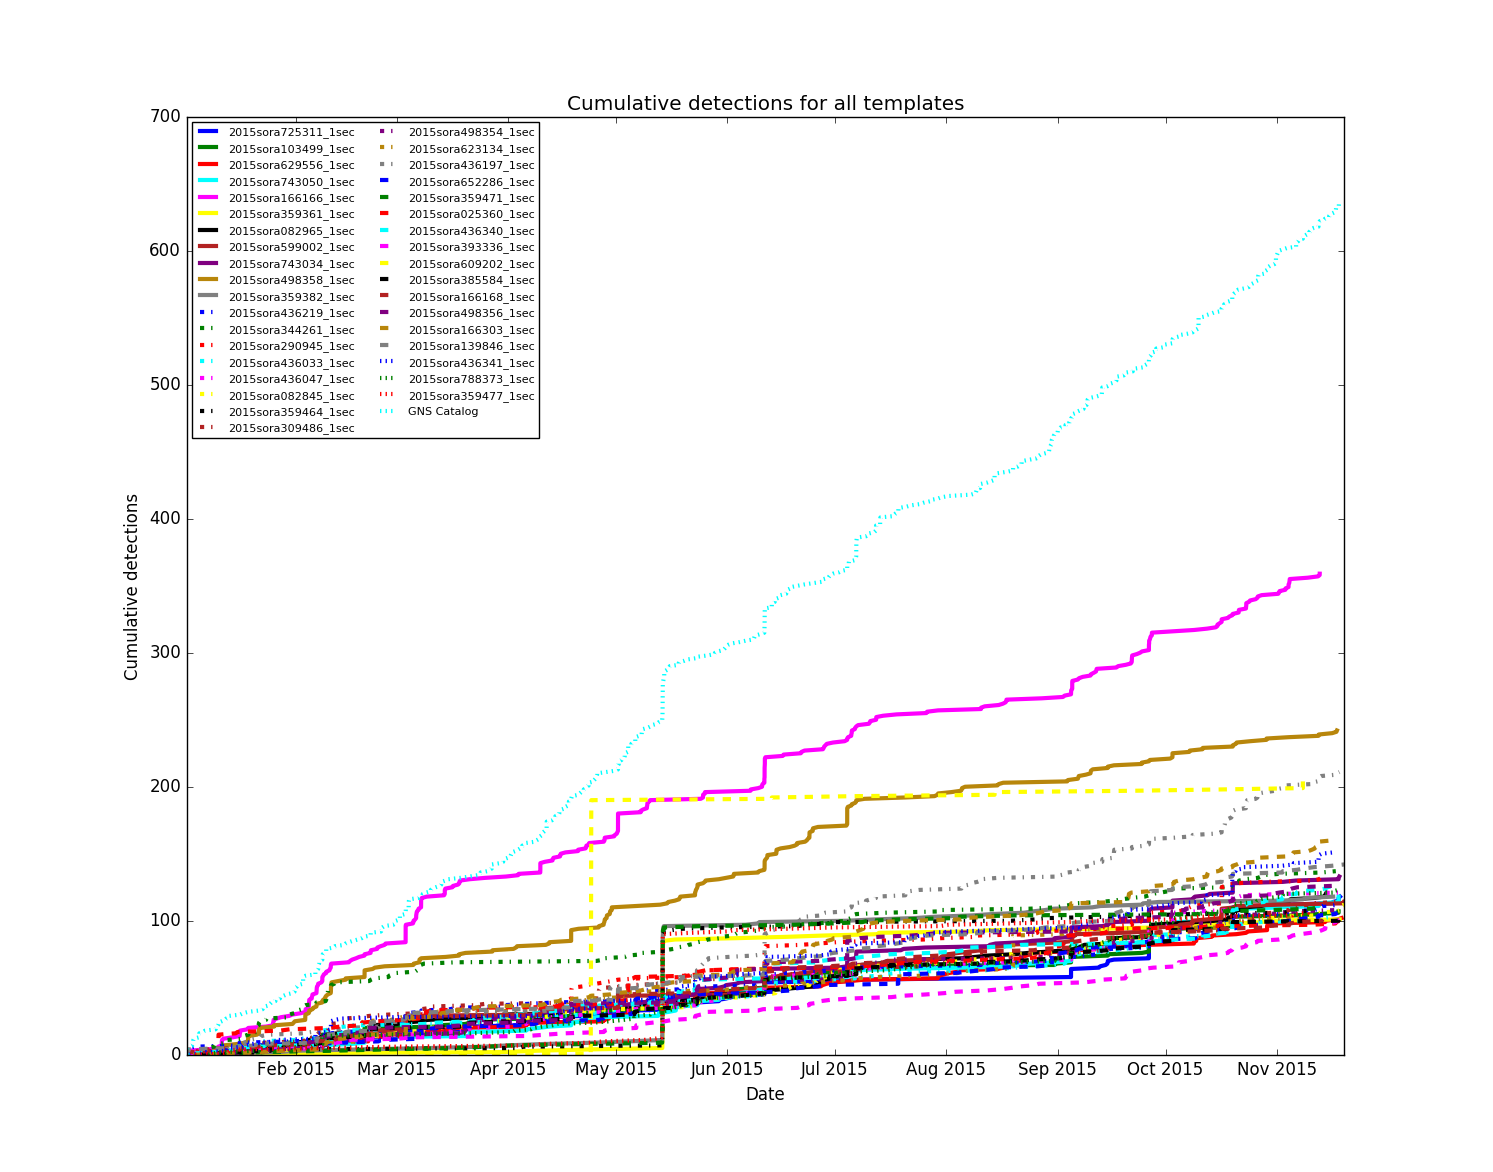 Cumulative detections for all templates
700
600
500
400
300
200
100
0
Cumulative detections
2015sora725311_1sec
2015sora103499_1sec
2015sora629556_1sec
2015sora743050_1sec
2015sora166166_1sec
2015sora359361_1sec
2015sora082965_1sec
2015sora599002_1sec
2015sora743034_1sec
2015sora498358_1sec
2015sora359382_1sec
2015sora436219_1sec
2015sora344261_1sec
2015sora290945_1sec
2015sora436033_1sec
2015sora436047_1sec
2015sora082845_1sec
2015sora359464_1sec
2015sora309486_1sec
2015sora498354_1sec
2015sora623134_1sec
2015sora436197_1sec
2015sora652286_1sec
2015sora359471_1sec
2015sora025360_1sec
2015sora436340_1sec
2015sora393336_1sec
2015sora609202_1sec
2015sora385584_1sec
2015sora166168_1sec
2015sora498356_1sec
2015sora166303_1sec
2015sora139846_1sec
2015sora436341_1sec
2015sora788373_1sec
2015sora359477_1sec
GNS Catalog
Feb 2015
Mar 2015
Apr 2015
May 2015
Jun 2015
Jul 2015
Aug 2015
Sep 2015
Oct 2015
Nov 2015
Date